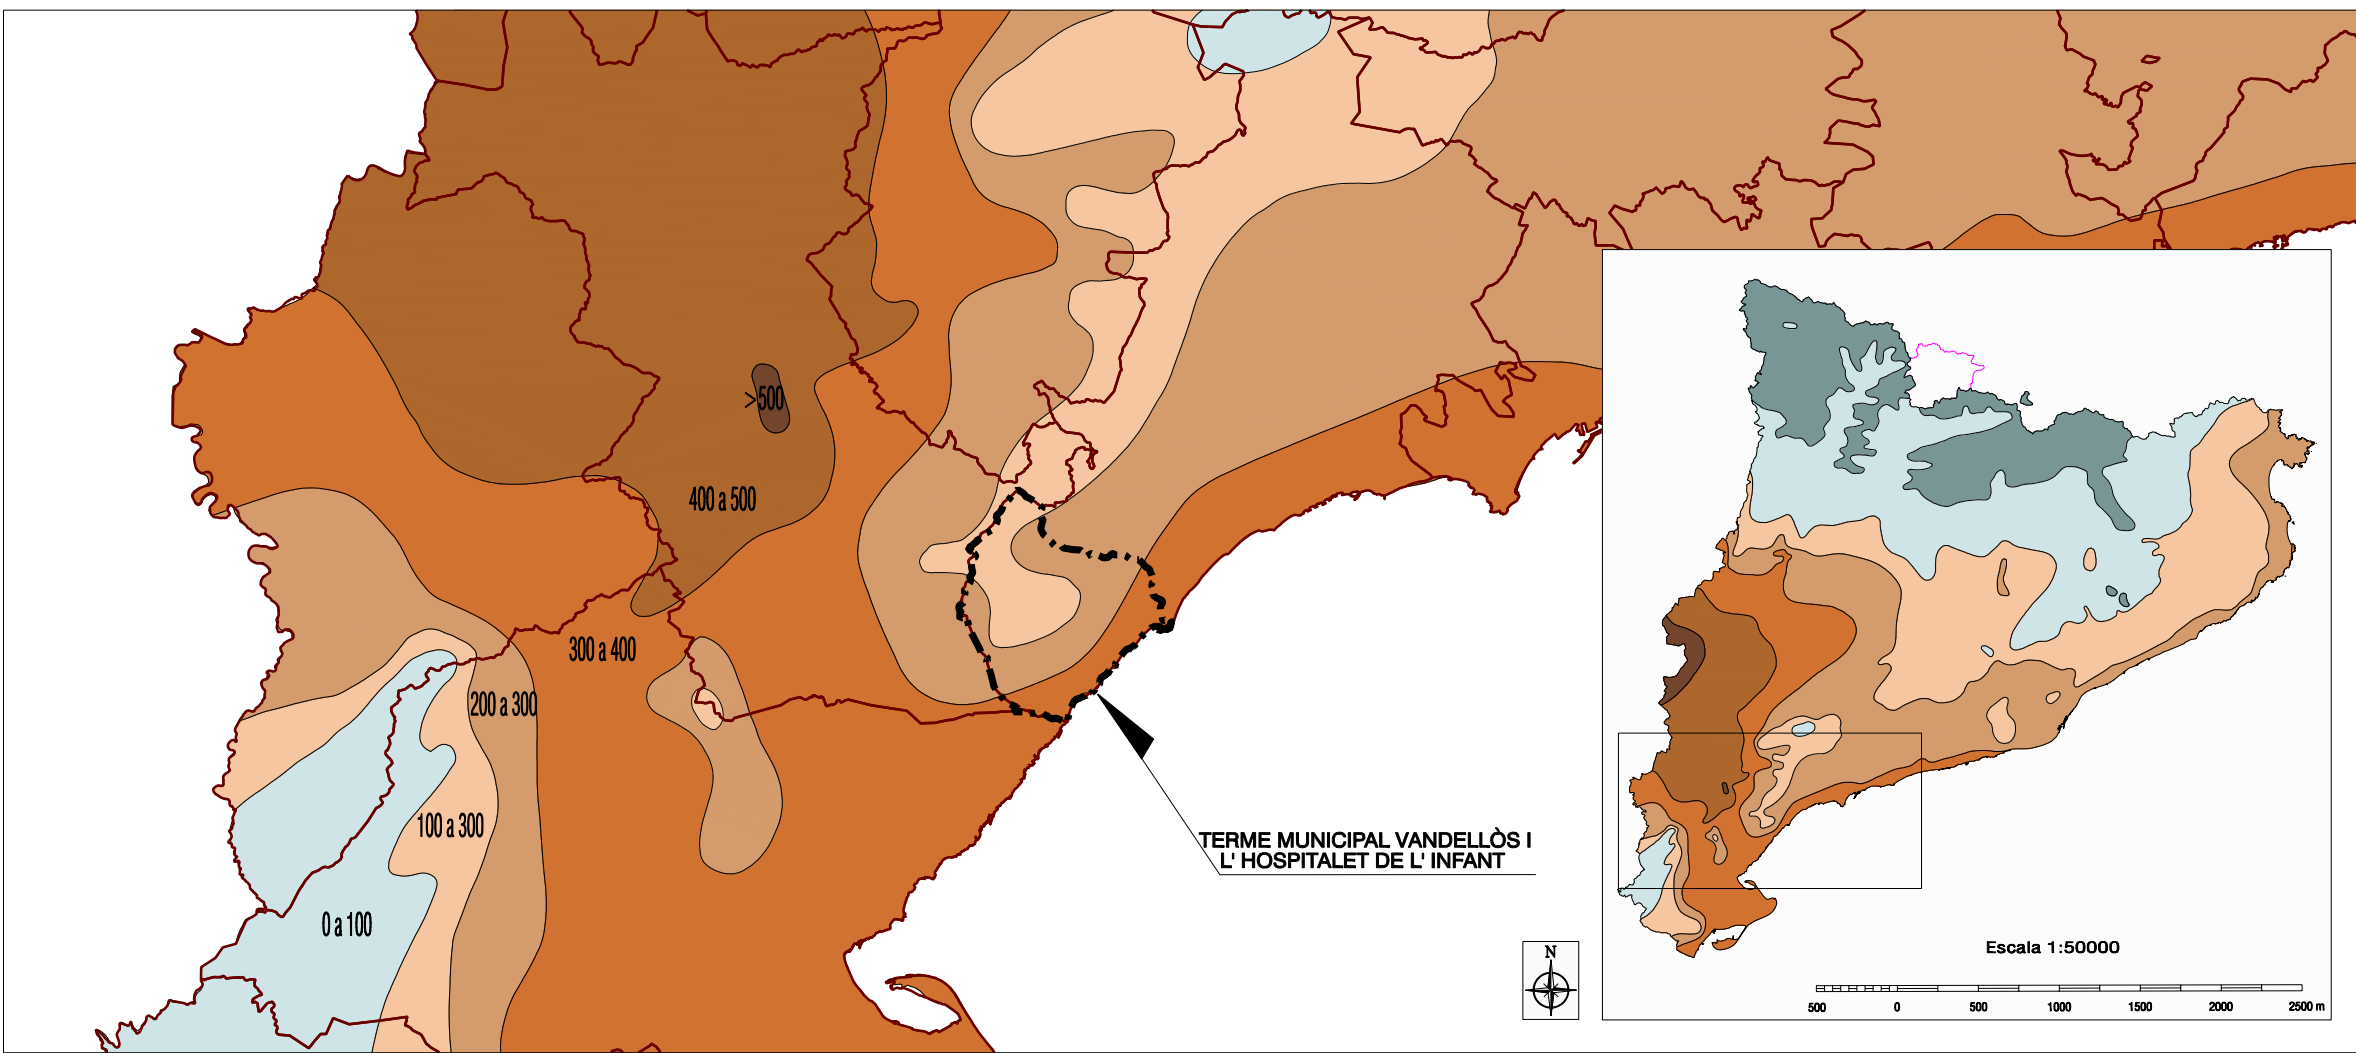 >500
400 a 500
300 a 400
200 a 300
100 a 300
0 a 100
TERME MUNICIPAL VANDELLÒS I
L' HOSPITALET DE L' INFANT
N
Escala 1:50000
500 0 500 1000 1500 2000 2500 m